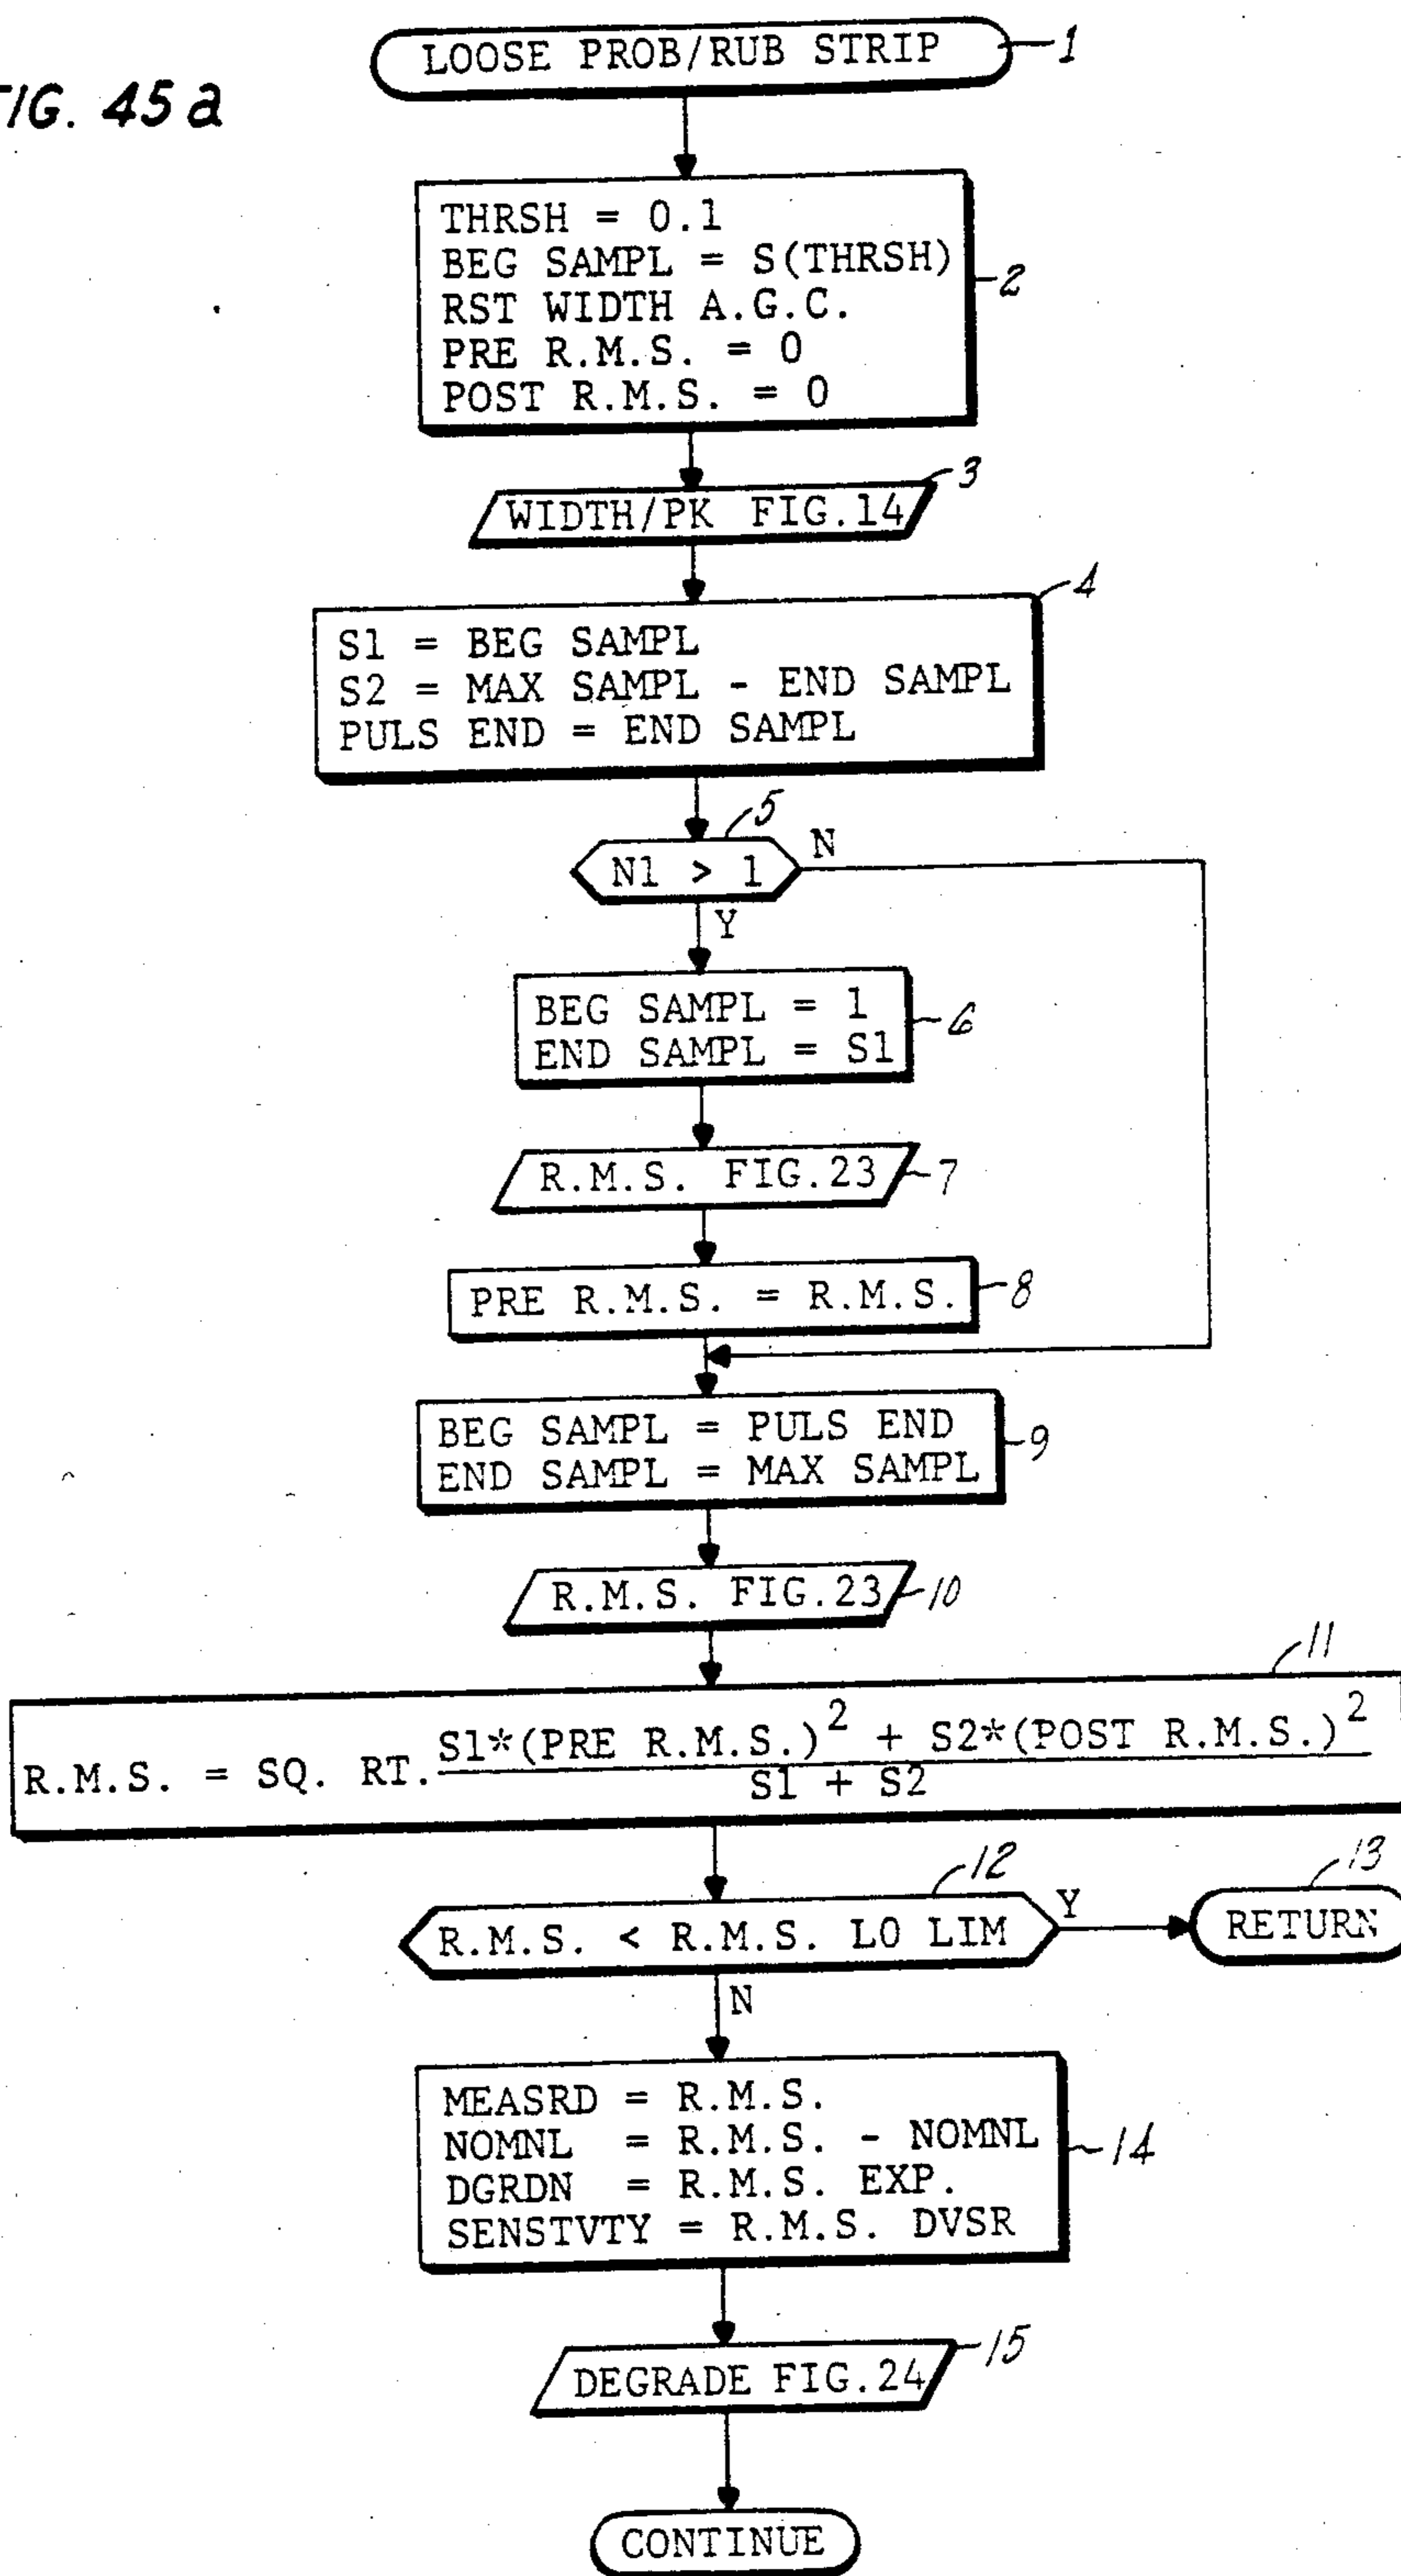 FIG. 45a
LOOSE PROB/RUB STRIP
1
THRSH = 0.1
BEG SAMPL = S(THRSH)
RST WIDTH A.G.C.
PRE R.M.S. = 0
POST R.M.S. = 0
2
3
WIDTH/PK FIG.14
4
S1 = BEG SAMPL
S2 = MAX SAMPL - END SAMPL
PULS END = END SAMPL
5
N1 > 1
N
Y
BEG SAMPL = 1
END SAMPL = S1
6
R.M.S. FIG.23
7
PRE R.M.S. = R.M.S.
8
BEG SAMPL = PULS END
END SAMPL = MAX SAMPL
9
R.M.S. FIG.23
10
11
R.M.S. = SQ. RT. S1*(PRE R.M.S.)² + S2*(POST R.M.S.)²
S1 + S2
12
R.M.S. < R.M.S. LO LIM
Y
13
RETURN
N
MEASRD = R.M.S.
NOMNL = R.M.S. - NOMNL
DGRDN = R.M.S. EXP.
SENSTVTY = R.M.S. DVSR
14
DEGRADE FIG.24
15
CONTINUE